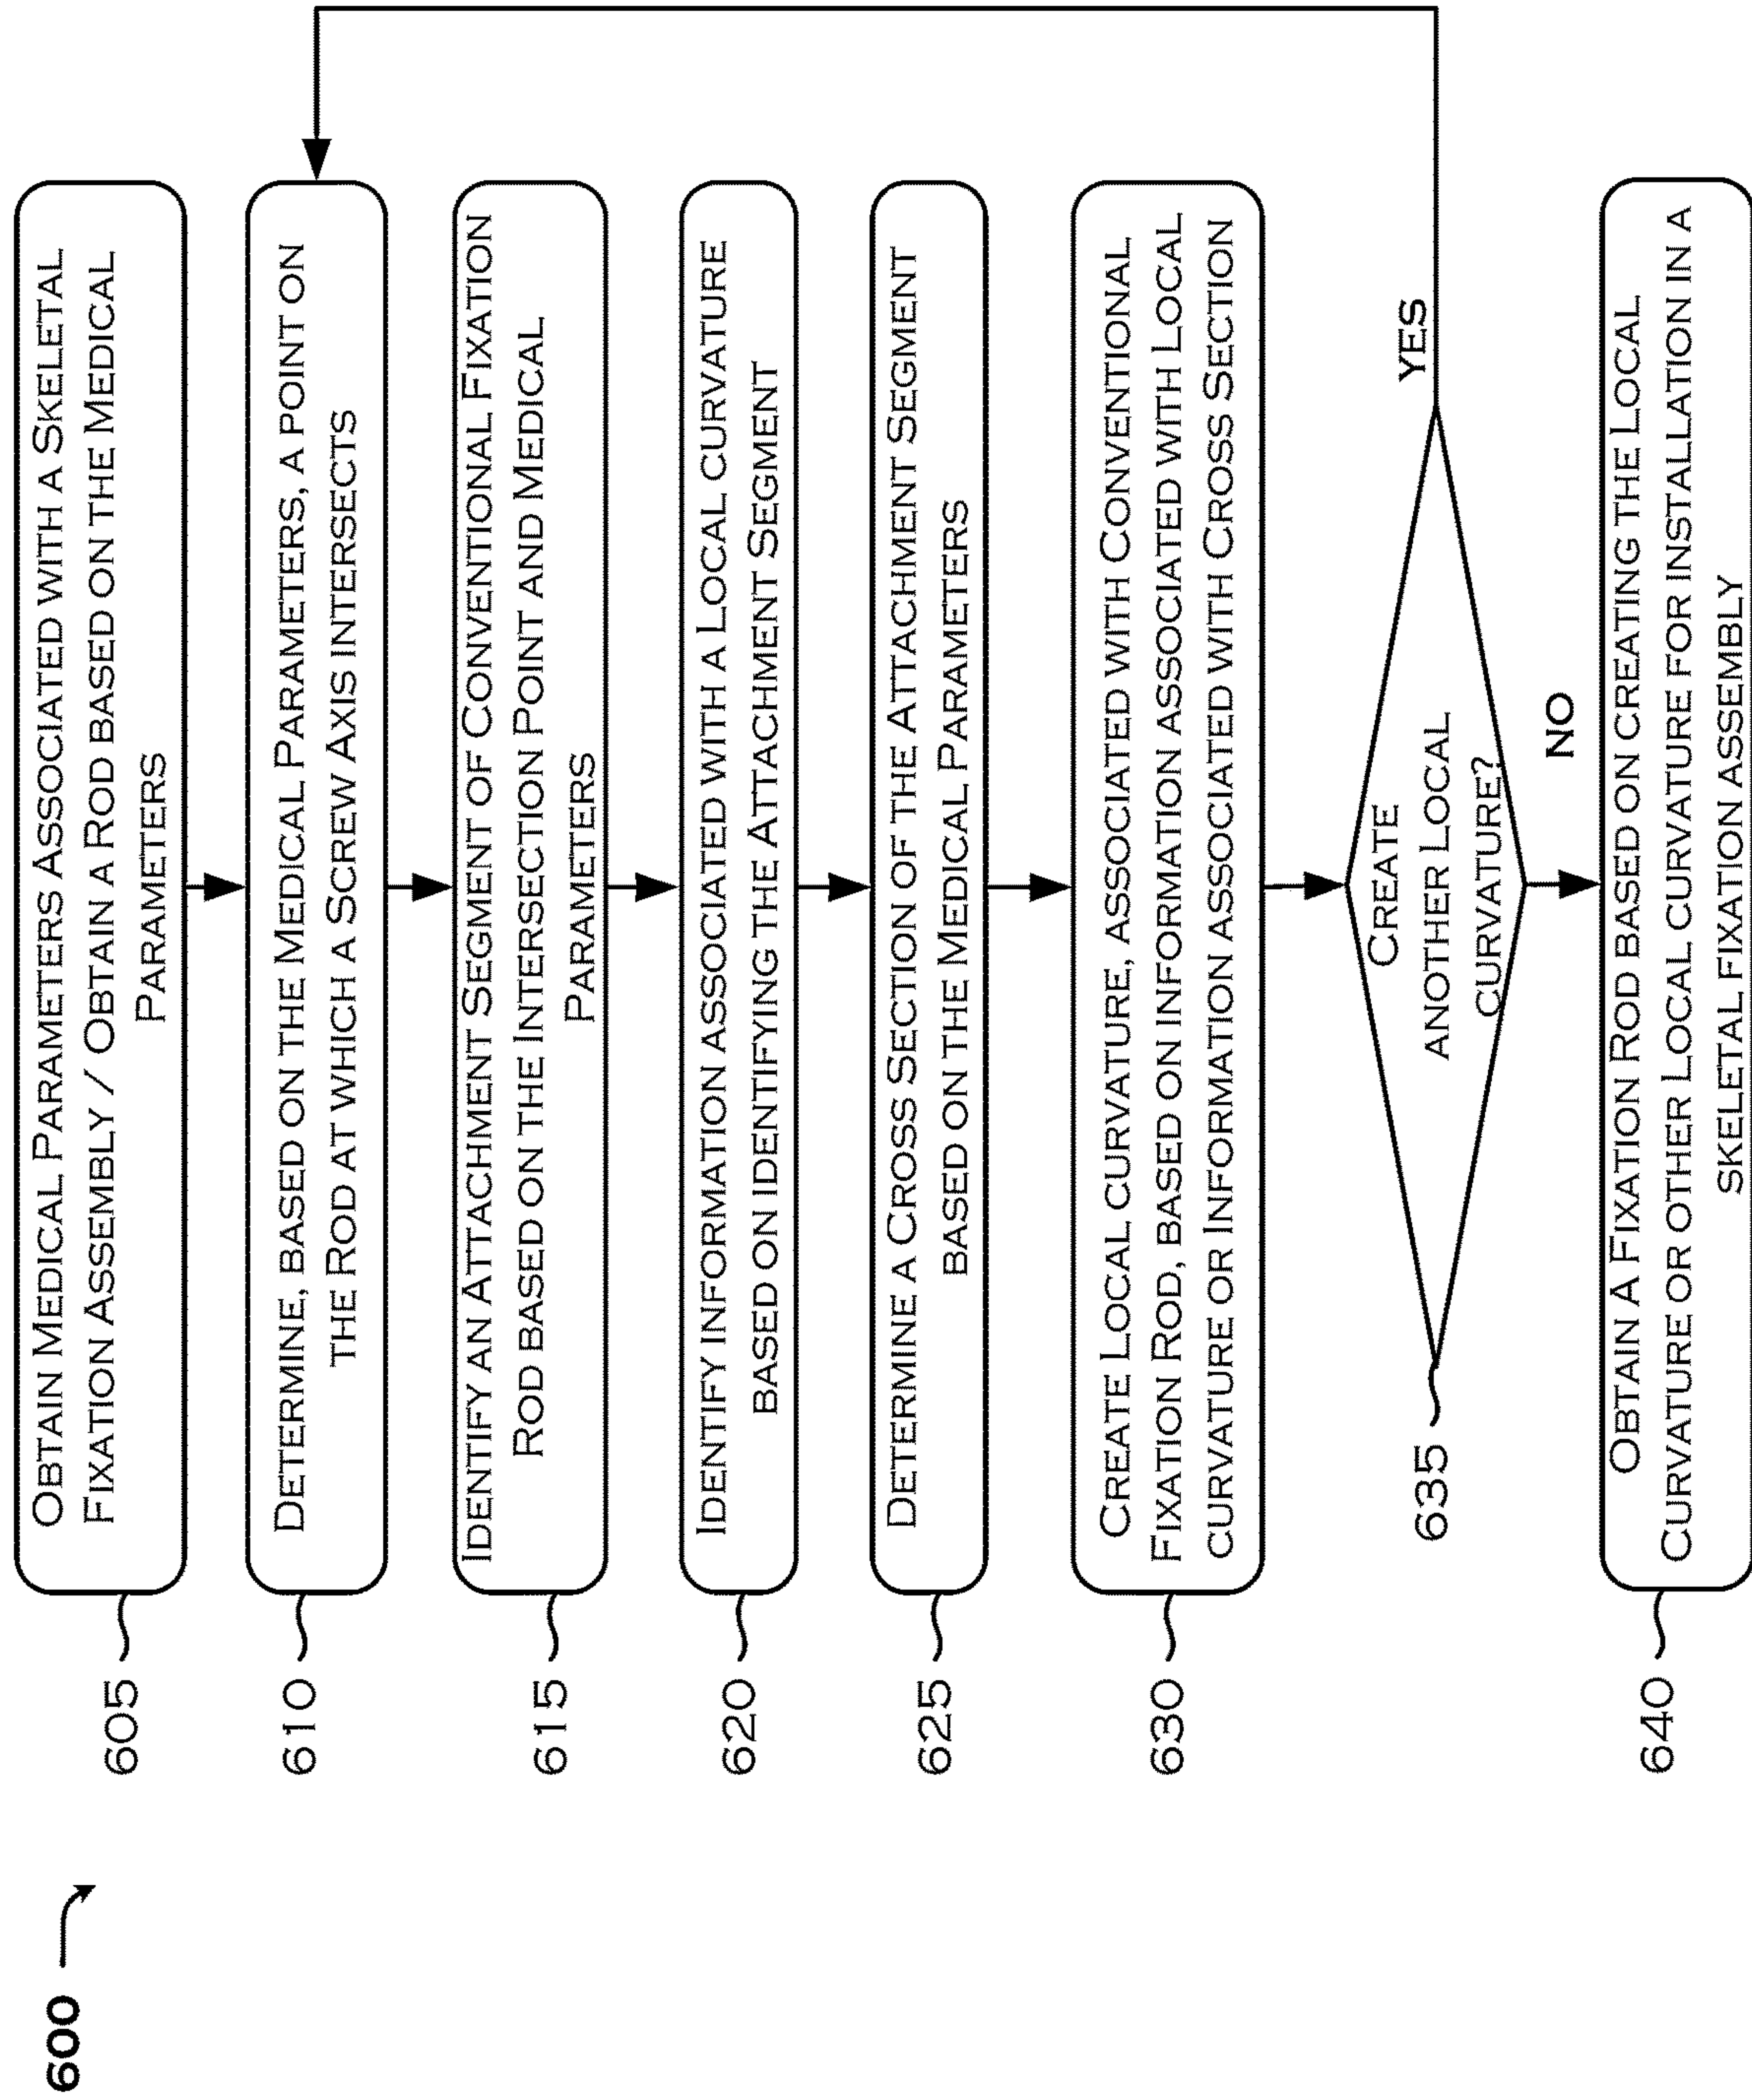 600
605
OBTAIN MEDICAL PARAMETERS ASSOCIATED WITH A SKELETAL
FIXATION ASSEMBLY / OBTAIN A ROD BASED ON THE MEDICAL
PARAMETERS
610
DETERMINE, BASED ON THE MEDICAL PARAMETERS, A POINT ON
THE ROD AT WHICH A SCREW AXIS INTERSECTS
615
IDENTIFY AN ATTACHMENT SEGMENT OF CONVENTIONAL FIXATION
ROD BASED ON THE INTERSECTION POINT AND MEDICAL
PARAMETERS
620
IDENTIFY INFORMATION ASSOCIATED WITH A LOCAL CURVATURE
BASED ON IDENTIFYING THE ATTACHMENT SEGMENT
625
DETERMINE A CROSS SECTION OF THE ATTACHMENT SEGMENT
BASED ON THE MEDICAL PARAMETERS
630
CREATE LOCAL CURVATURE, ASSOCIATED WITH CONVENTIONAL
FIXATION ROD, BASED ON INFORMATION ASSOCIATED WITH LOCAL
CURVATURE OR INFORMATION ASSOCIATED WITH CROSS SECTION
635
CREATE
ANOTHER LOCAL
CURVATURE?
YES
NO
640
OBTAIN A FIXATION ROD BASED ON CREATING THE LOCAL
CURVATURE OR OTHER LOCAL CURVATURE FOR INSTALLATION IN A
SKELETAL FIXATION ASSEMBLY